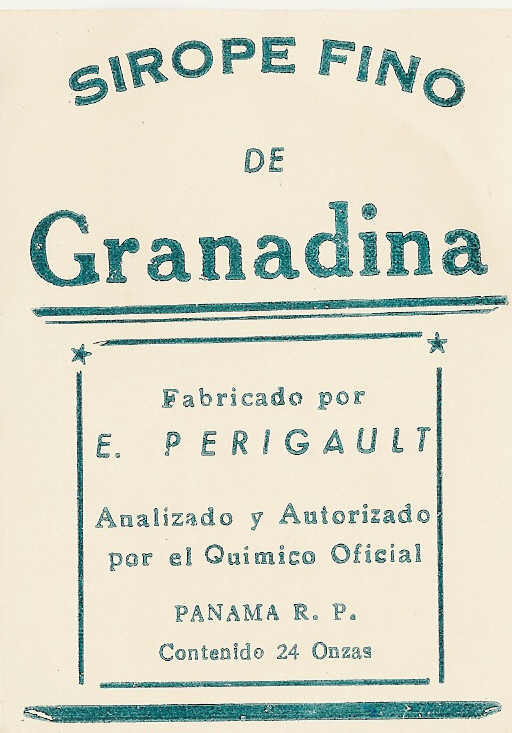 SIROPE FINO
DE
Granadina
Fabricado por
E. PERIGAULT
Analizado y Autorizado
por el Quimico Oficial
PANAMA R. P.
Contenido 24 Onzas